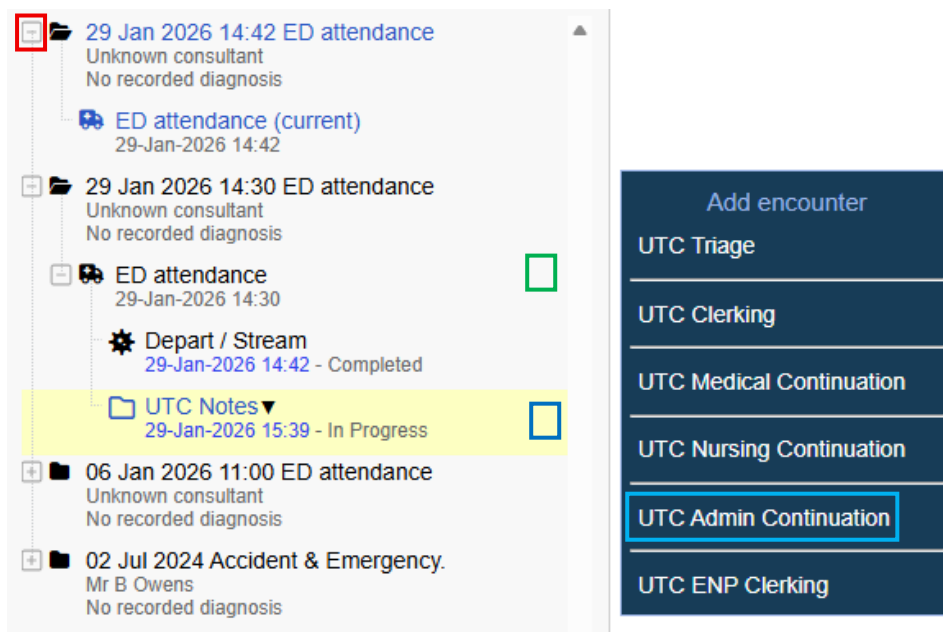 29 Jan 2026 14:42 ED attendance
Unknown consultant
No recorded diagnosis
ED attendance (current)
29-Jan-2026 14:42
29 Jan 2026 14:30 ED attendance
Unknown consultant
No recorded diagnosis
ED attendance
29-Jan-2026 14:30
Depart / Stream
29-Jan-2026 14:42 - Completed
UTC Notes▼
29-Jan-2026 15:39 - In Progress
06 Jan 2026 11:00 ED attendance
Unknown consultant
No recorded diagnosis
02 Jul 2024 Accident & Emergency.
Mr B Owens
No recorded diagnosis
Add encounter
UTC Triage
UTC Clerking
UTC Medical Continuation
UTC Nursing Continuation
UTC Admin Continuation
UTC ENP Clerking